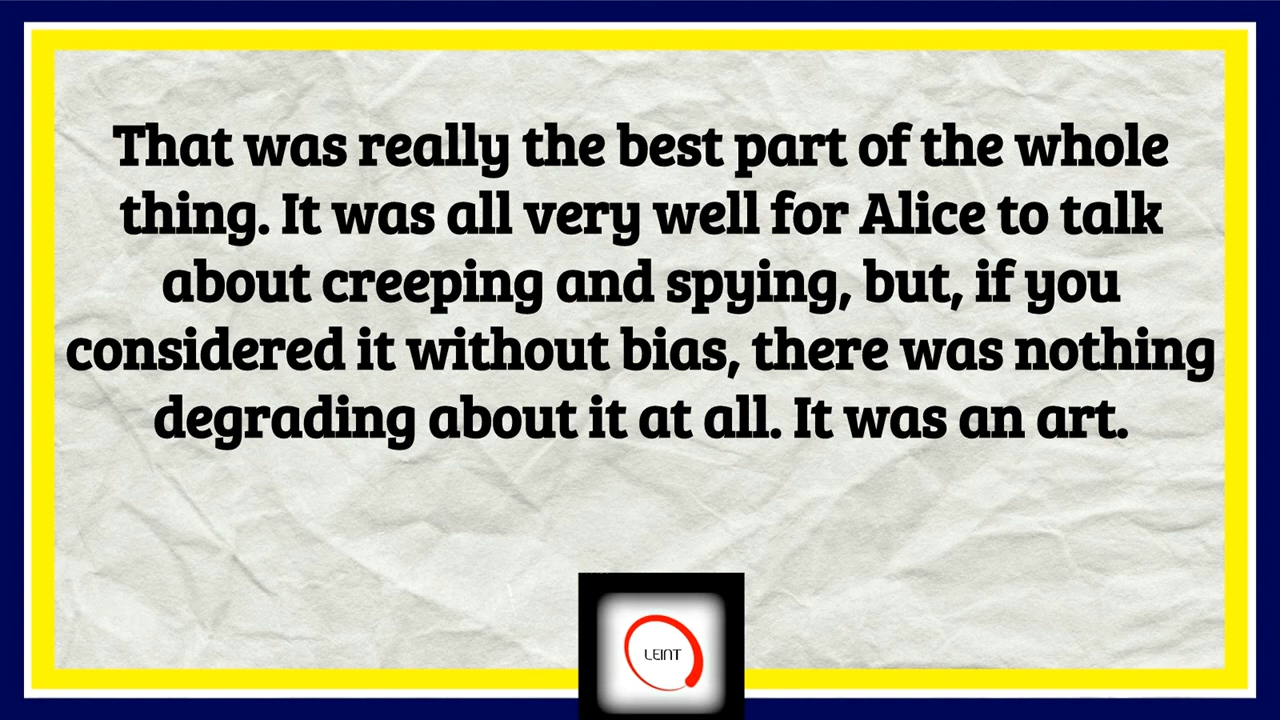 That was really the best part of the whole
thing. It was all very well for Alice to talk
about creeping and spying, but, if you
considered it without bias, there was nothing
degrading about it at all. It was an art.
LEINT